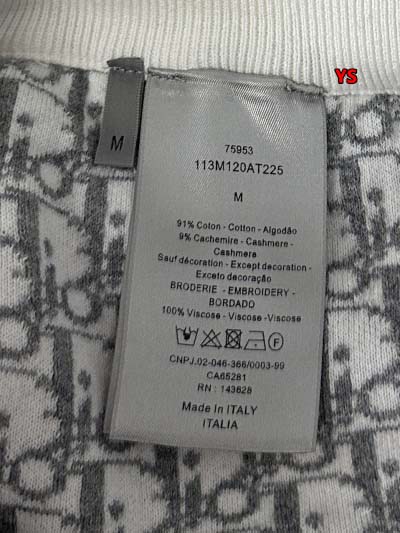 YS
M
75953
113M120AT225
M
91% Coton - Cotton - Algodão
9% Cachemire - Cashmere -
Cashmere
Sauf décoration - Except decoration -
Exceto decoração
BRODERIE - EMBROIDERY -
BORDADO
100% Viscose - Viscose -Viscose
F
CNPJ.02-046-366/0003-99
CA65281
RN : 143628
Made In ITALY
ITALIA